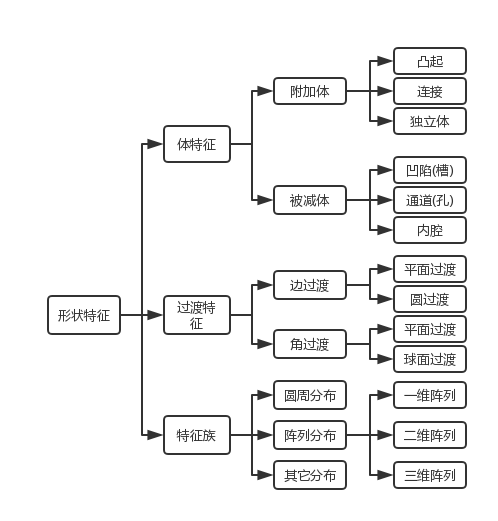 形状特征
体特征
附加体
凸起
连接
独立体
被减体
凹陷(槽)
通道(孔)
内腔
过渡特
征
边过渡
平面过渡
圆过渡
角过渡
平面过渡
球面过渡
特征族
圆周分布
阵列分布
一维阵列
二维阵列
三维阵列
其它分布